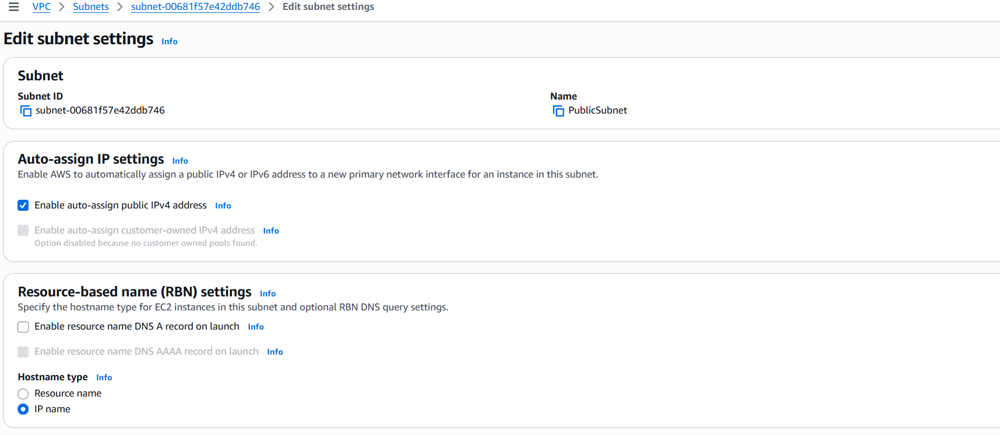 VPC > Subnets > subnet-00681f57e42ddb746 > Edit subnet settings
Edit subnet settings Info
Subnet
Subnet ID
subnet-00681f57e42ddb746
Name
PublicSubnet
Auto-assign IP settings Info
Enable AWS to automatically assign a public IPv4 or IPv6 address to a new primary network interface for an instance in this subnet.
Enable auto-assign public IPv4 address Info
Enable auto-assign customer-owned IPv4 address Info
Option disabled because no customer owned pools found.
Resource-based name (RBN) settings Info
Specify the hostname type for EC2 instances in this subnet and optional RBN DNS query settings.
Enable resource name DNS A record on launch Info
Enable resource name DNS AAAA record on launch Info
Hostname type Info
Resource name
IP name